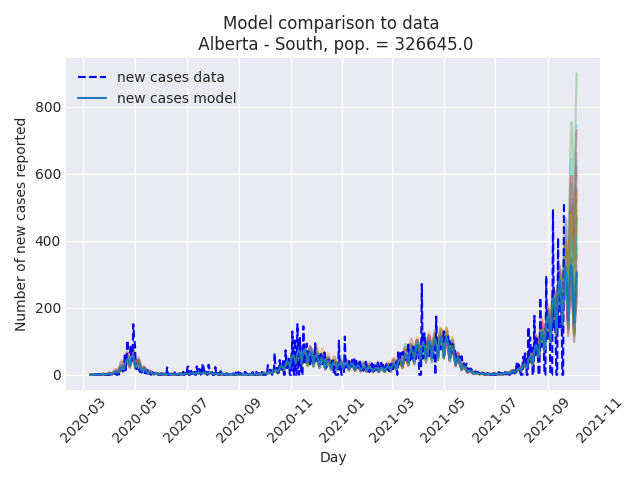 Model comparison to data
Alberta - South, pop. = 326645.0
new cases data
new cases model
Number of new cases reported
800
600
400
200
0
2020-03
2020-05
2020-07
2020-09
2020-11
2021-01
2021-03
2021-05
2021-07
2021-09
2021-11
Day